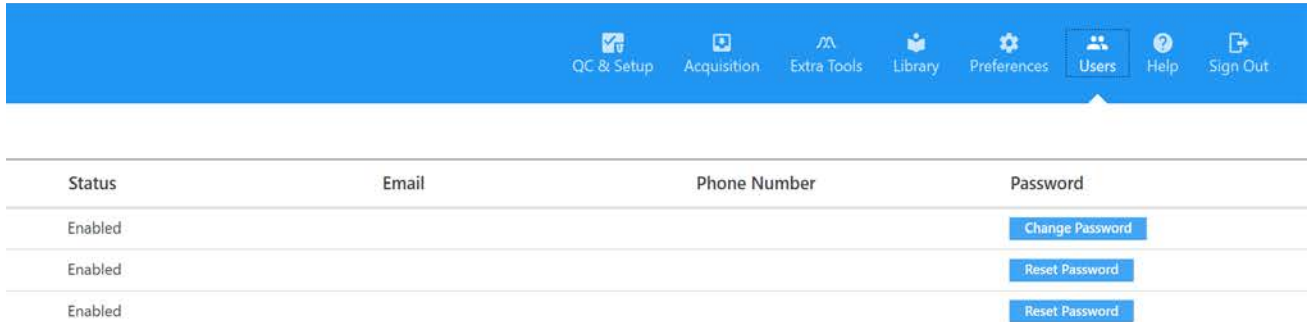 QC & Setup Acquisition Extra Tools Library Preferences Users Help Sign Out
Status Email Phone Number Password
Enabled Change Password
Enabled Reset Password
Enabled Reset Password